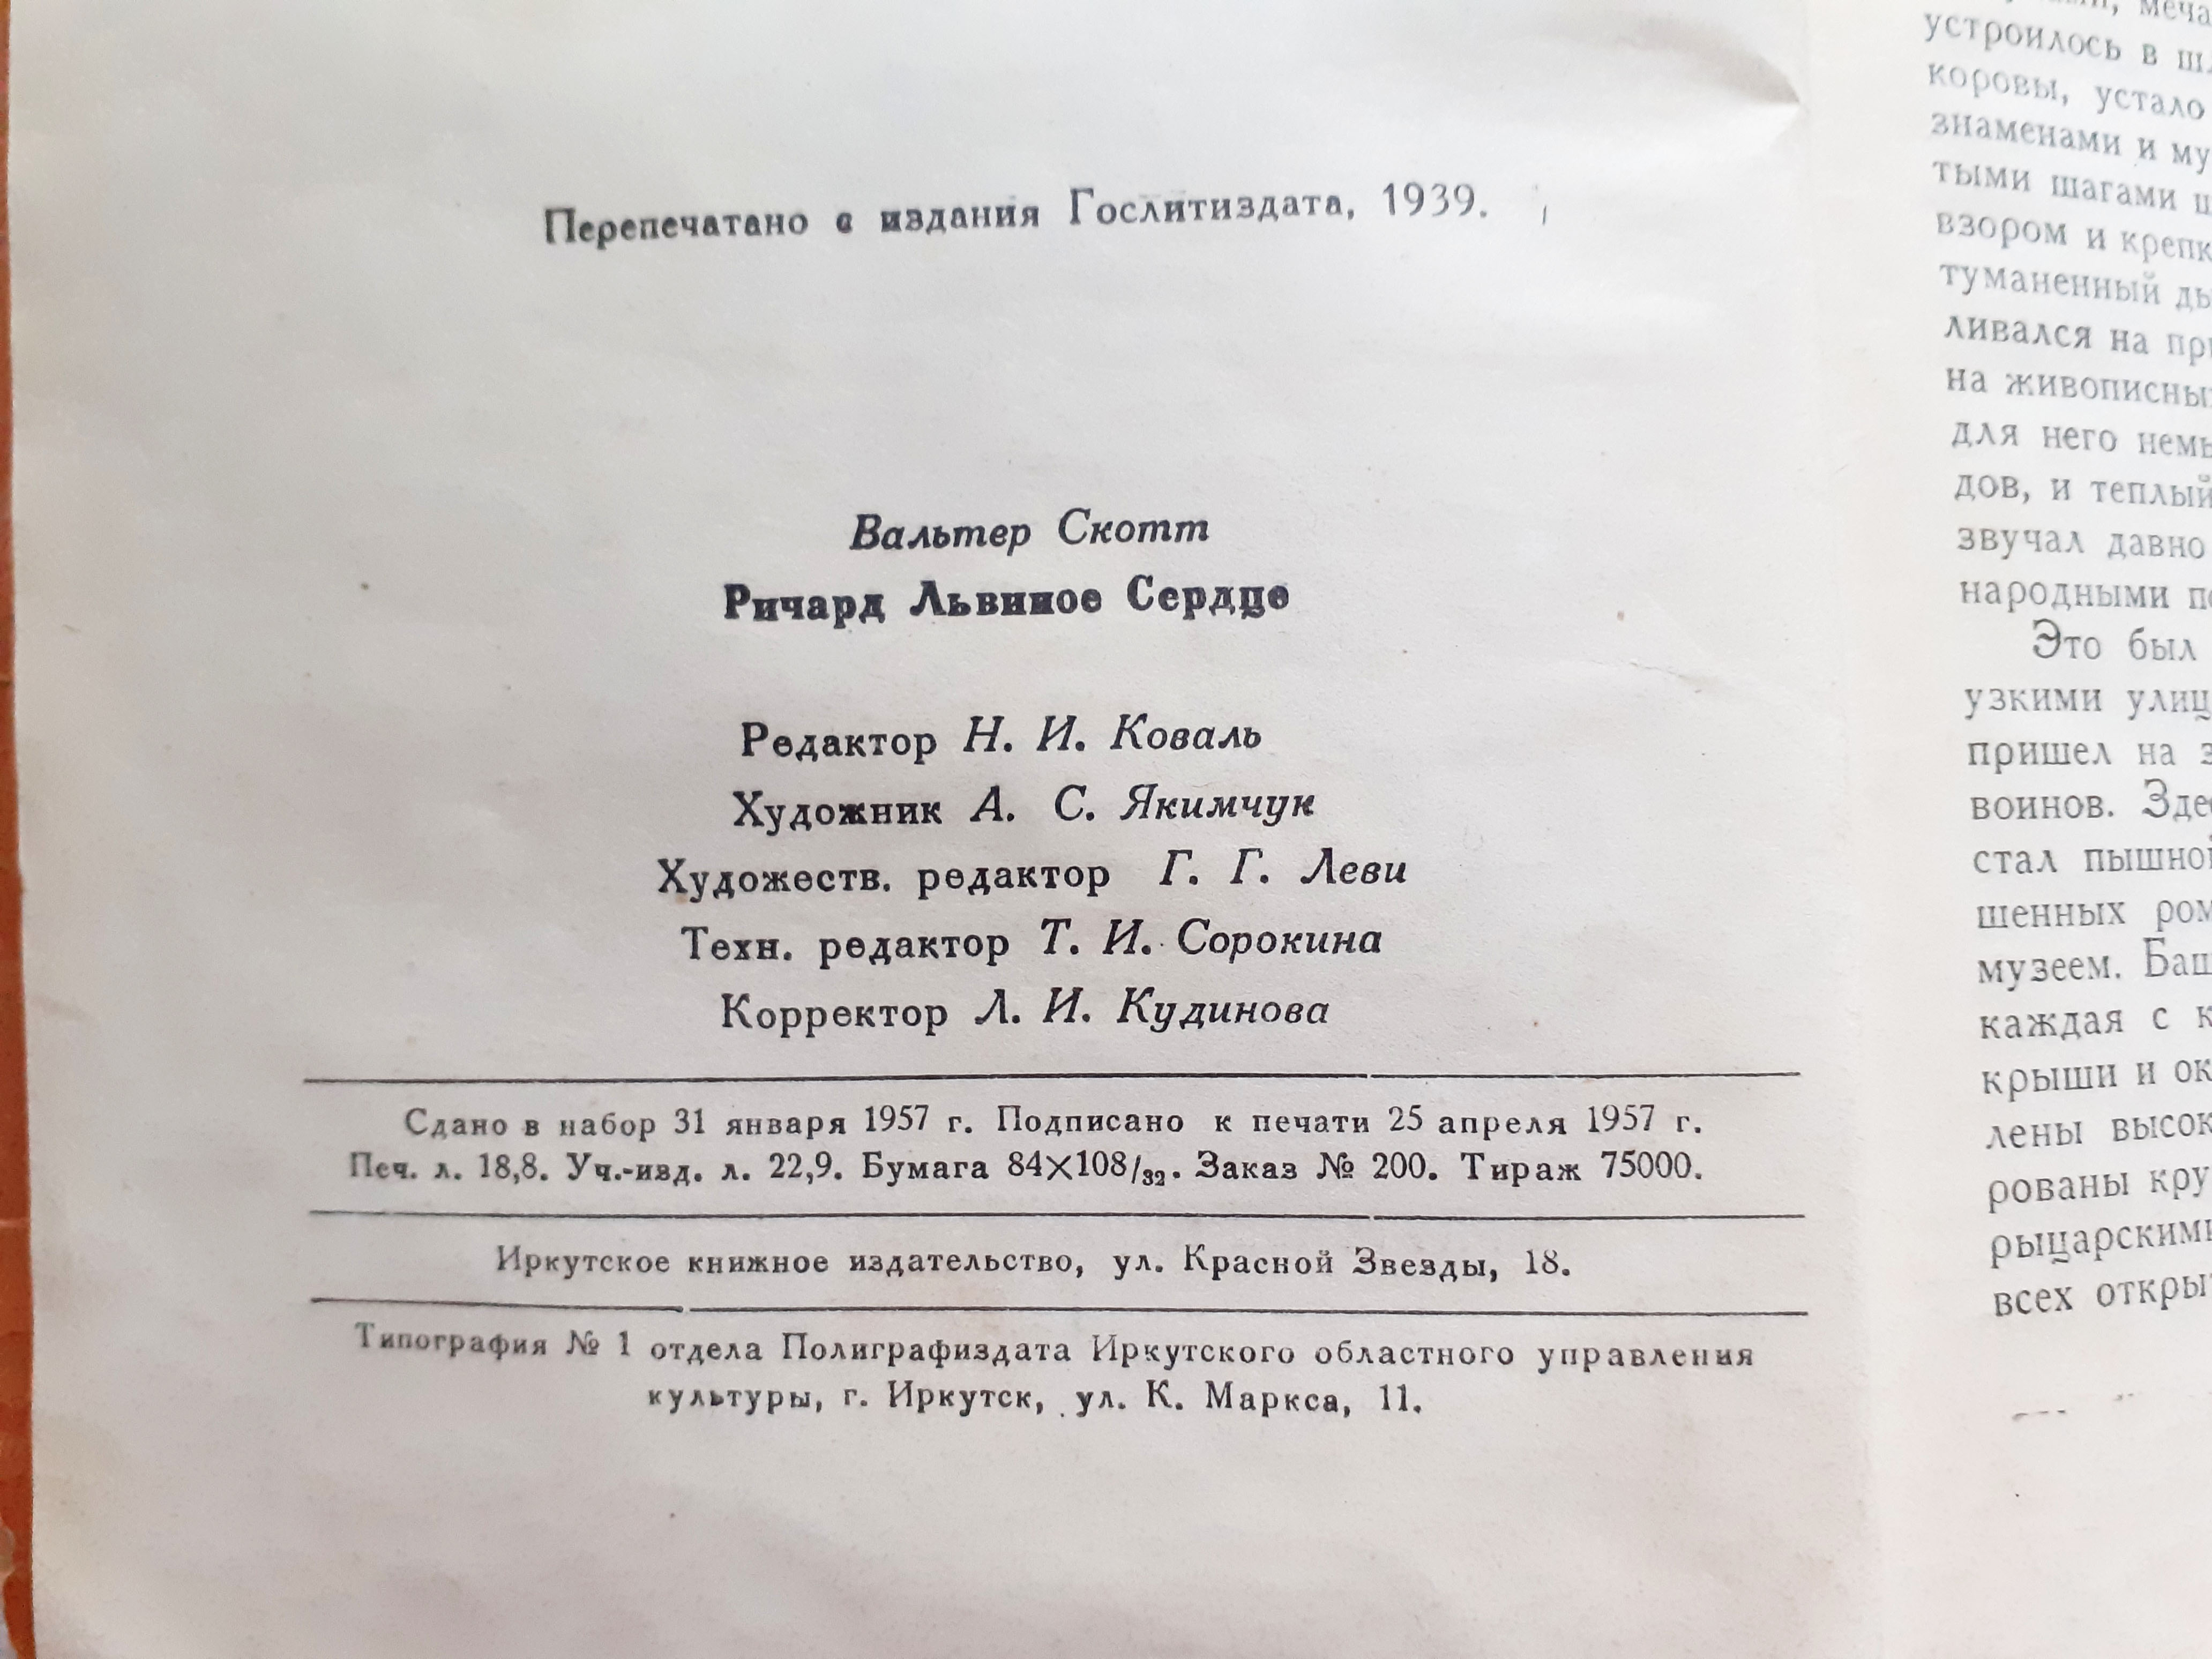 Перепечатано с издания Гослитиздата, 1939.
Вальтер Скотт
Ричард Львиное Сердце
Редактор Н. И. Коваль
Художник А. С. Якимчук
Художеств. редактор Г. Г. Леви
Техн. редактор Т. И. Сорокина
Корректор Л. И. Кудинова
Сдано в набор 31 января 1957 г. Подписано к печати 25 апреля 1957 г.
Печ. л. 18,8. Уч.-изд. л. 22,9. Бумага 84×108/32. Заказ № 200. Тираж 75000.
Иркутское книжное издательство, ул. Красной Звезды, 18.
Типография № 1 отдела Полиграфиздата Иркутского областного управления
культуры, г. Иркутск, ул. К. Маркса, 11.
устроилось в
коровы, устало
знаменами и
тыми шагами
взором и
туманенный
ливался на
на
для него
дов, и теплый
звучал давно
народными
Это был
узкими
пришел на
воинов.
стал
шенных
музеем.
каждая с
крыши и
лены
рованы
всех